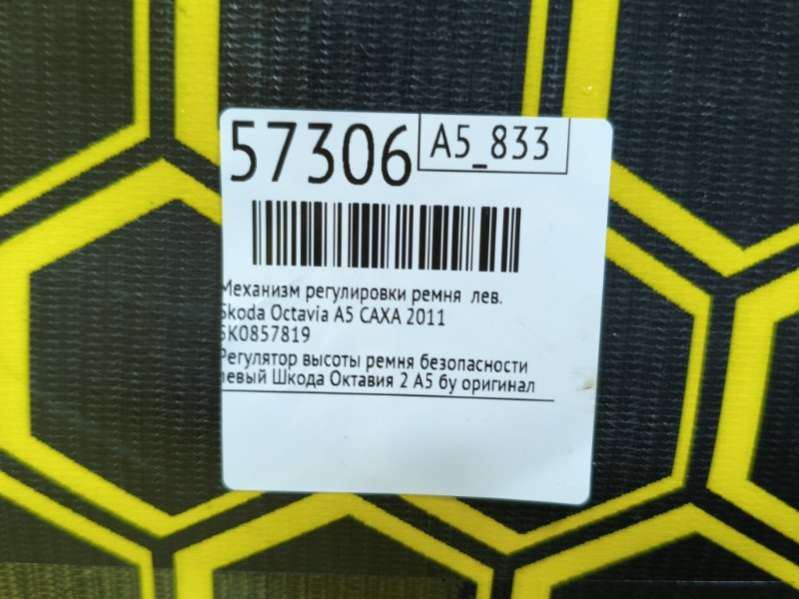 57306
A5_833
Механизм регулировки ремня лев.
Skoda Octavia A5 CAXA 2011
5K0857819
Регулятор высоты ремня безопасности
левый Шкода Октавия 2 А5 бу оригинал